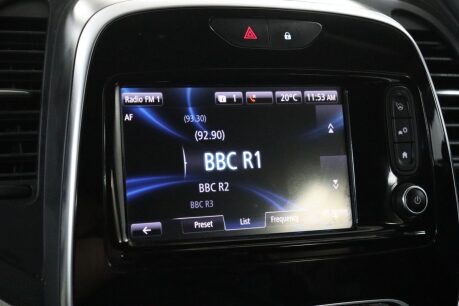 Radio FM 1 1 20°C 11:53 AM
AF
(93.30)
(92.90)
BBC R1
BBC R2
BBC R3
Preset List Frequency